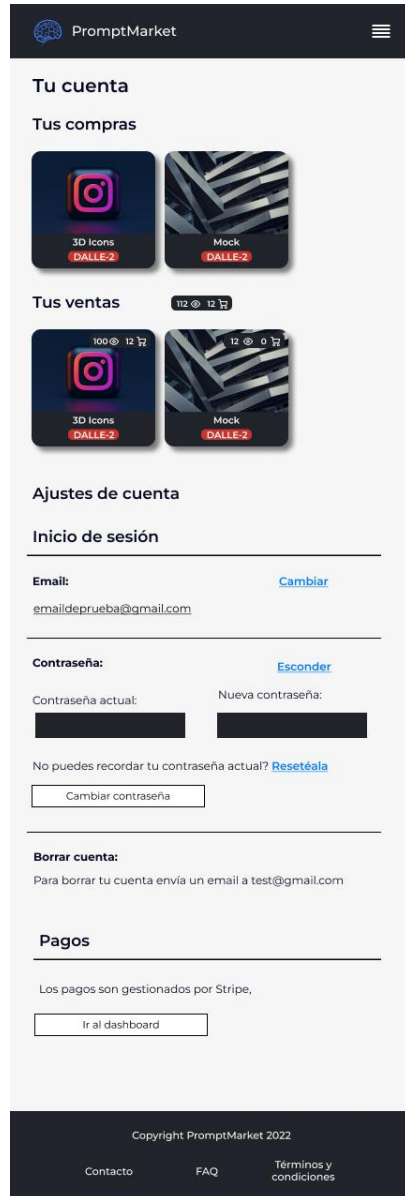 PromptMarket
Tu cuenta
Tus compras
3D Icons
DALLE-2
Mock
DALLE-2
Tus ventas
112 12
100 12
12 0
3D Icons
DALLE-2
Mock
DALLE-2
Ajustes de cuenta
Inicio de sesión
Email:
Cambiar
emaildeprueba@gmail.com
Contraseña:
Esconder
Contraseña actual:
Nueva contraseña:
No puedes recordar tu contraseña actual? Resetéala
Cambiar contraseña
Borrar cuenta:
Para borrar tu cuenta envía un email a test@gmail.com
Pagos
Los pagos son gestionados por Stripe,
Ir al dashboard
Copyright PromptMarket 2022
Contacto
FAQ
Términos y
condiciones